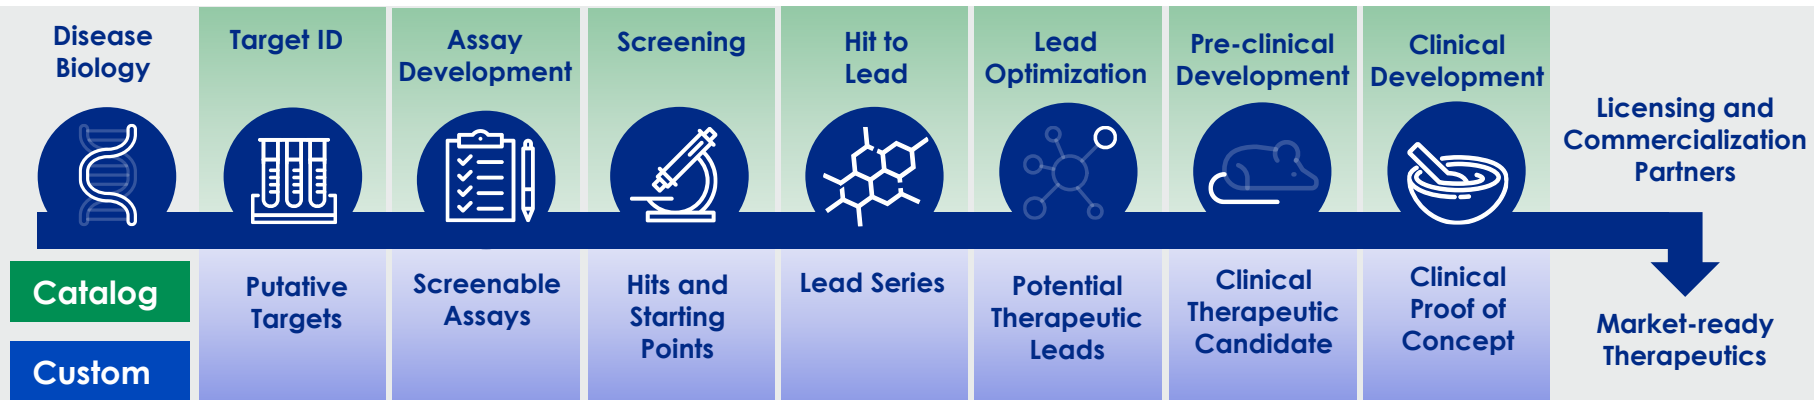 Disease
Biology
Target ID
Assay
Development
Screening
Hit to
Lead
Lead
Optimization
Pre-clinical
Development
Clinical
Development
Licensing and
Commercialization
Partners
Catalog
Custom
Putative
Targets
Screenable
Assays
Hits and
Starting
Points
Lead Series
Potential
Therapeutic
Leads
Clinical
Therapeutic
Candidate
Clinical
Proof of
Concept
Market-ready
Therapeutics